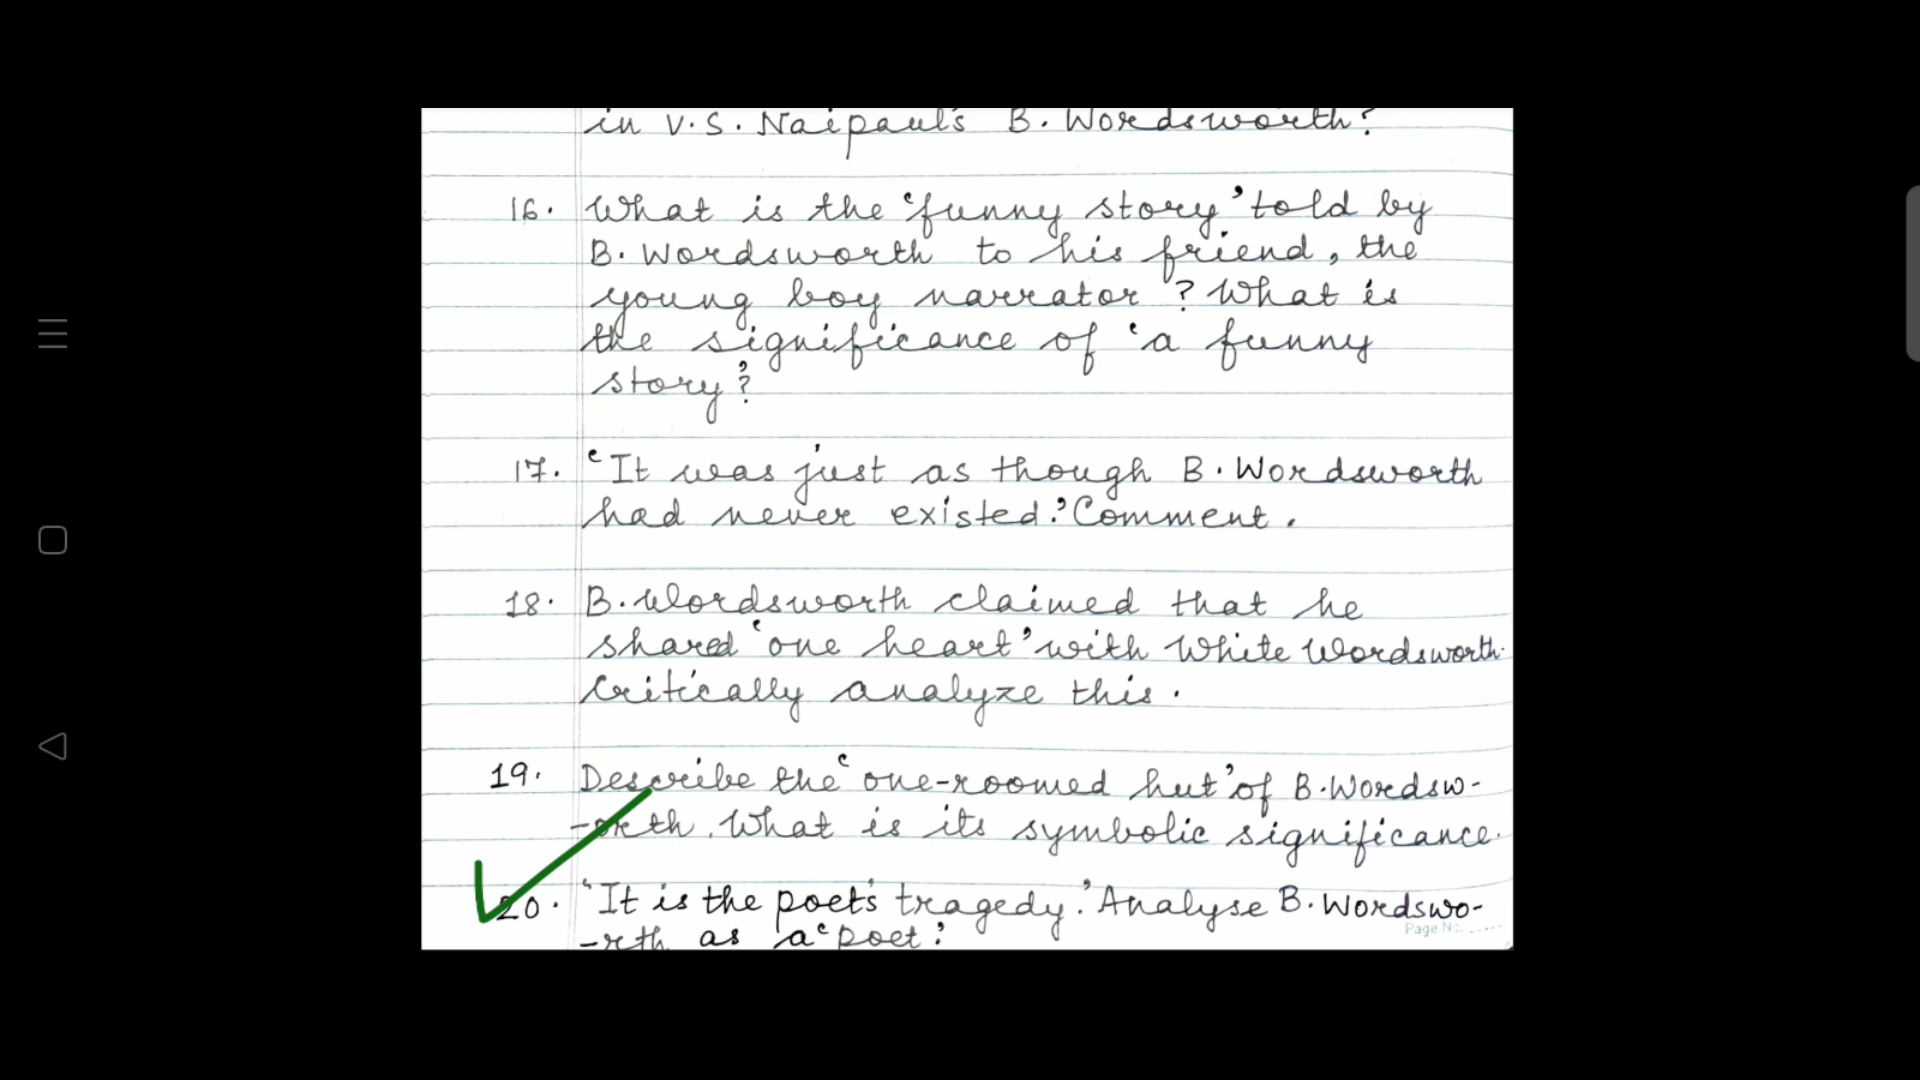 in V.S. Naipaul's B. Wordsworth?
16. What is the 'funny story' told by
B. Wordsworth to his friend, the
young boy narrator? What is
the significance of 'a funny
story'?
17. 'It was just as though B. Wordsworth
had never existed.' Comment.
18. B. Wordsworth claimed that he
shared 'one heart' with White Wordsworth.
Critically analyze this.
19. Describe the 'one-roomed hut' of B. Wordsw-
-orth. What is its symbolic significance.
20. 'It is the poet's tragedy.' Analyse B. Wordswo-
-rth as a 'poet'.
Page No.